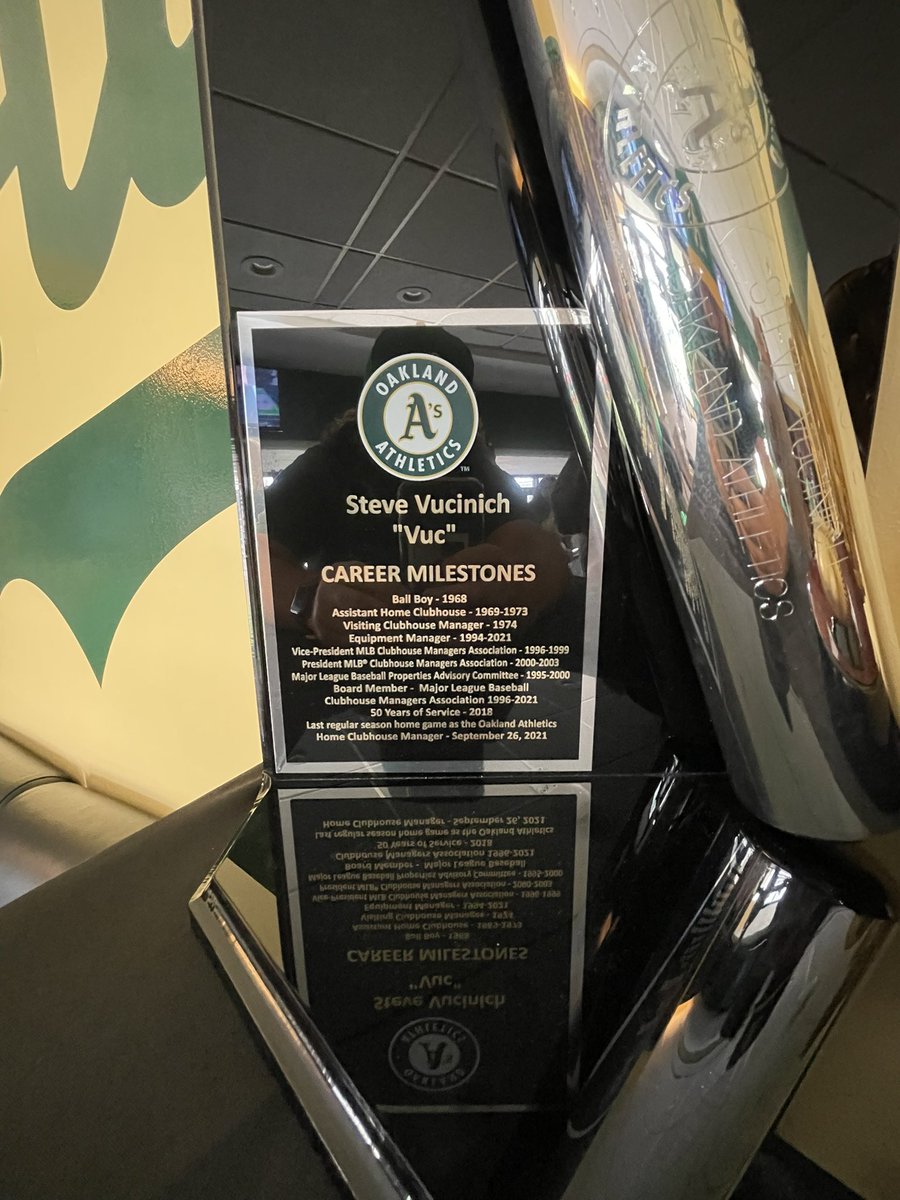 OAKLAND
A's
ATHLETICS
TM
Steve Vucinich
"Vuc"
CAREER MILESTONES
Ball Boy - 1968
Assistant Home Clubhouse - 1969-1973
Visiting Clubhouse Manager - 1974
Equipment Manager - 1994-2021
Vice-President MLB Clubhouse Managers Association - 1996-1999
President MLB® Clubhouse Managers Association - 2000-2003
Major League Baseball Properties Advisory Committee - 1995-2000
Board Member - Major League Baseball
Clubhouse Managers Association 1996-2021
50 Years of Service - 2018
Last regular season home game as the Oakland Athletics
Home Clubhouse Manager - September 26, 2021
A's
OAKLAND ATHLETICS